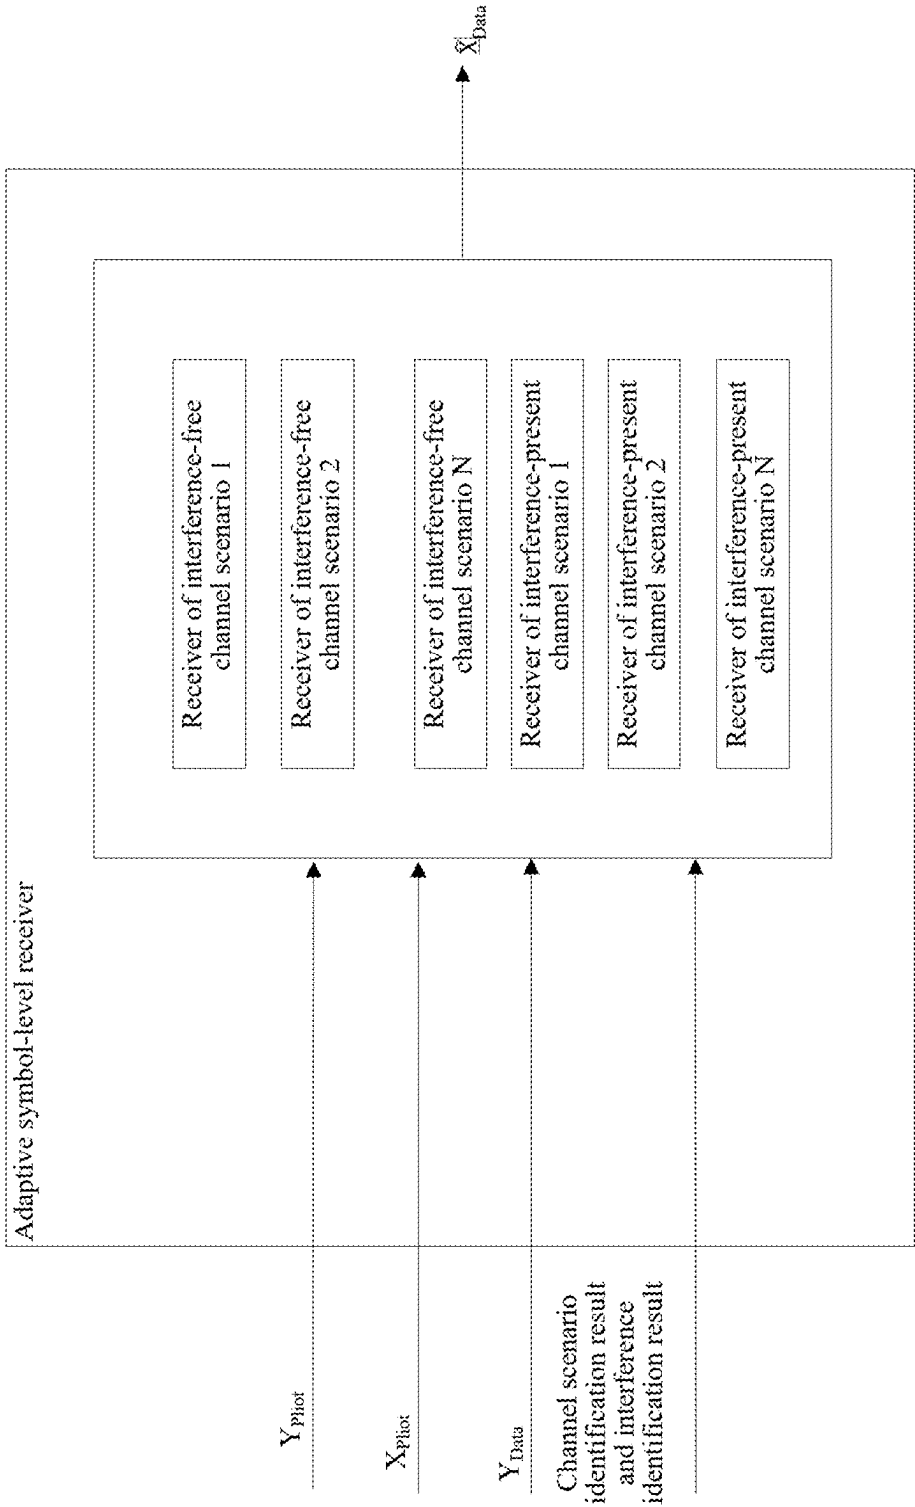 Adaptive symbol-level receiver
Y_Pliot
X_Pliot
Y_Data
Channel scenario
identification result
and interference
identification result
Receiver of interference-free
channel scenario 1
Receiver of interference-free
channel scenario 2
Receiver of interference-free
channel scenario N
Receiver of interference-present
channel scenario 1
Receiver of interference-present
channel scenario 2
Receiver of interference-present
channel scenario N
X̃_Data